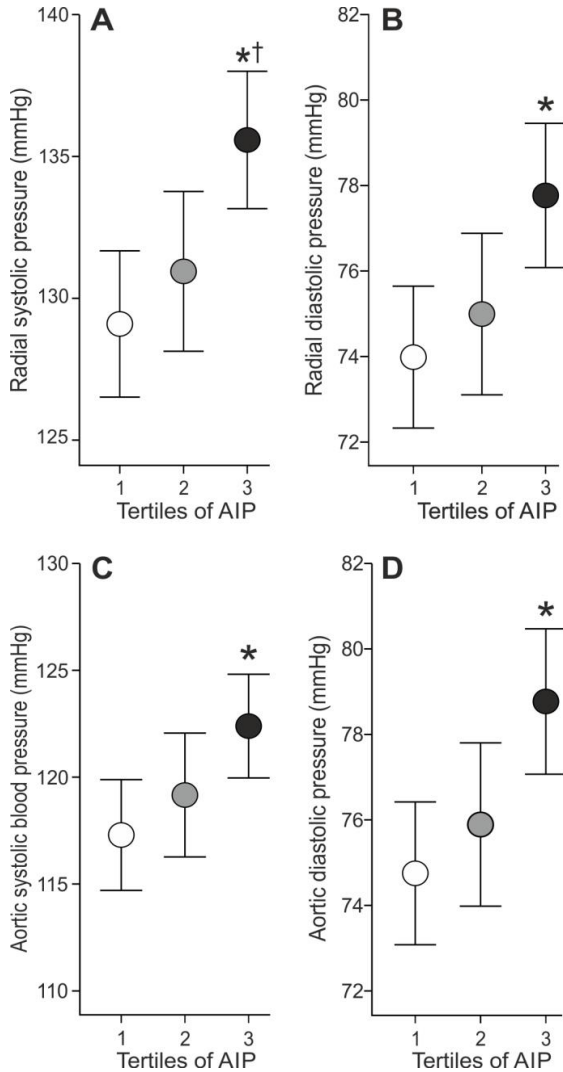 A
Radial systolic pressure (mmHg)
140
135
130
125
*†
1 2 3
Tertiles of AIP
B
Radial diastolic pressure (mmHg)
82
80
78
76
74
72
*
1 2 3
Tertiles of AIP
C
Aortic systolic blood pressure (mmHg)
130
125
120
115
110
*
1 2 3
Tertiles of AIP
D
Aortic diastolic pressure (mmHg)
82
80
78
76
74
72
*
1 2 3
Tertiles of AIP